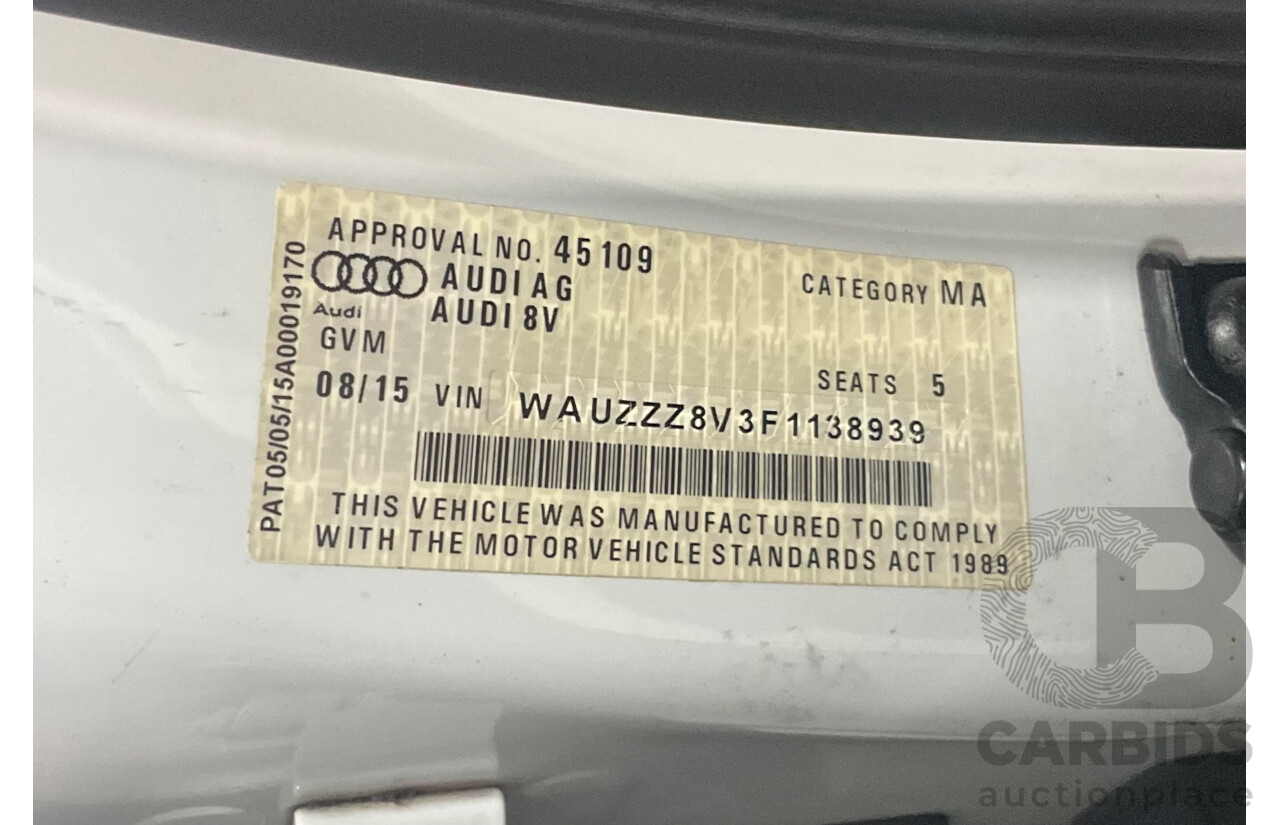 APPROVAL NO. 45109
CATEGORY MA
AUDI AG
Audi
AUDI 8V
GVM
SEATS 5
08/15 VIN WAUZZZ8V3F1138939
PAT05/05/15A00019170
THIS VEHICLE WAS MANUFACTURED TO COMPLY
WITH THE MOTOR VEHICLE STANDARDS ACT 1989
CB
CARBIDS
auctionplace